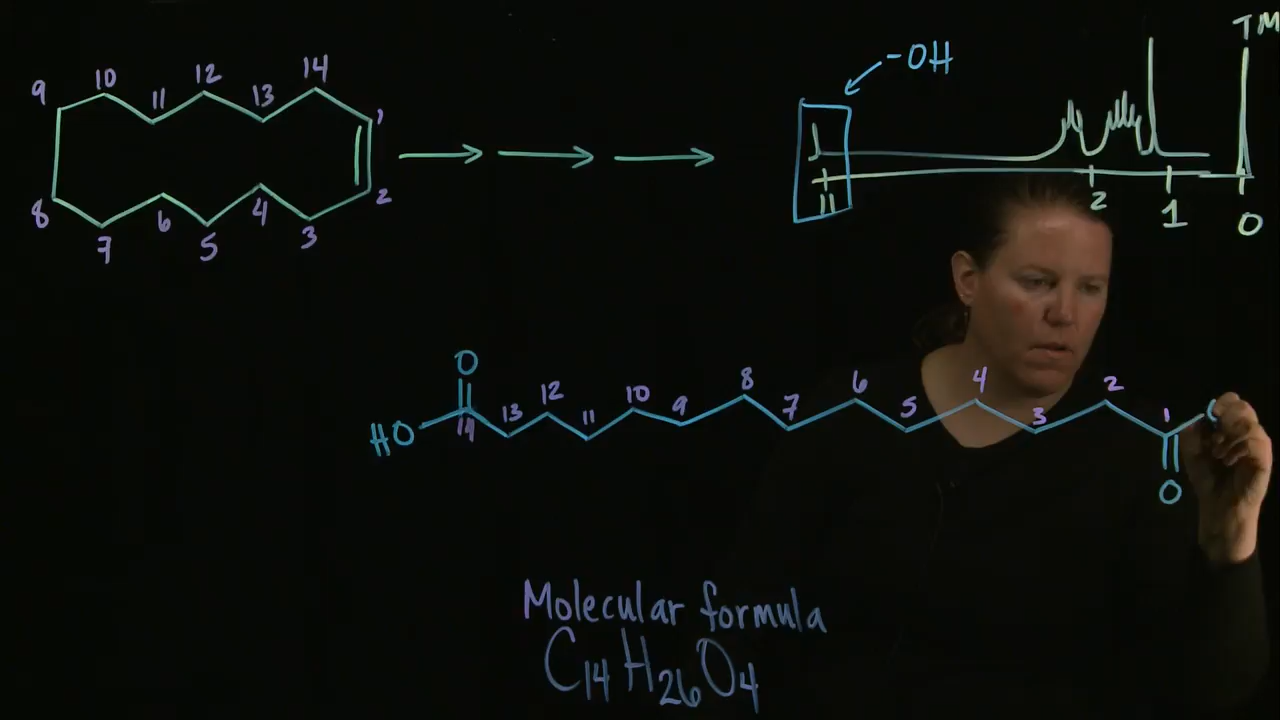 TM
-OH
9 10 11 12 13 14 1
8 7 6 5 4 3 2
11 2 1 0
O
HO 14 13 12 11 10 9 8 7 6 5 4 3 2 1
O
Molecular formula
C14H26O4